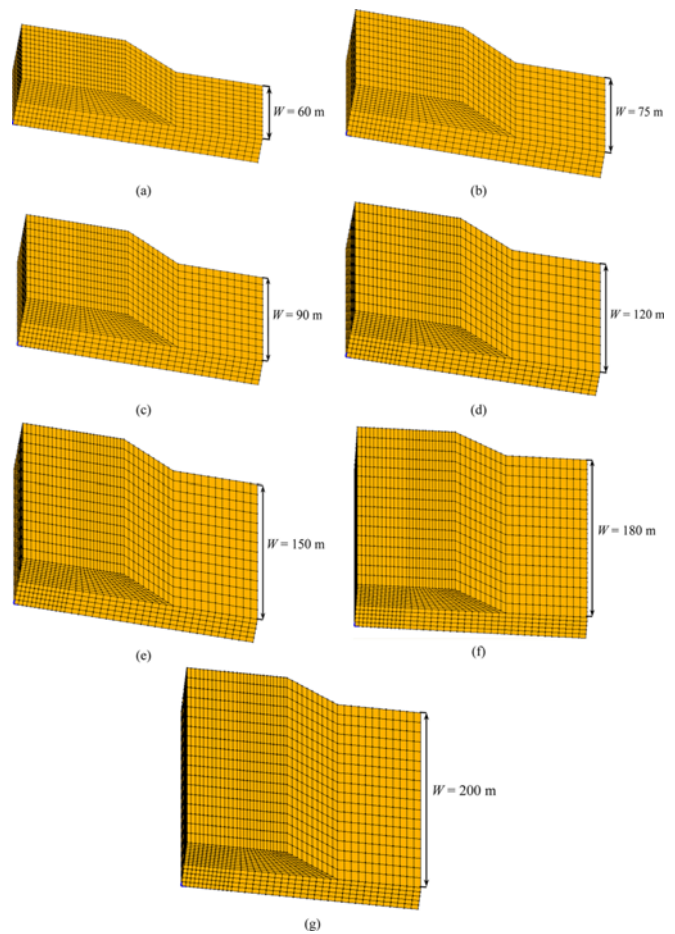 W = 60 m
W = 75 m
(a)
(b)
W = 90 m
W = 120 m
(c)
(d)
W = 150 m
W = 180 m
(e)
(f)
W = 200 m
(g)